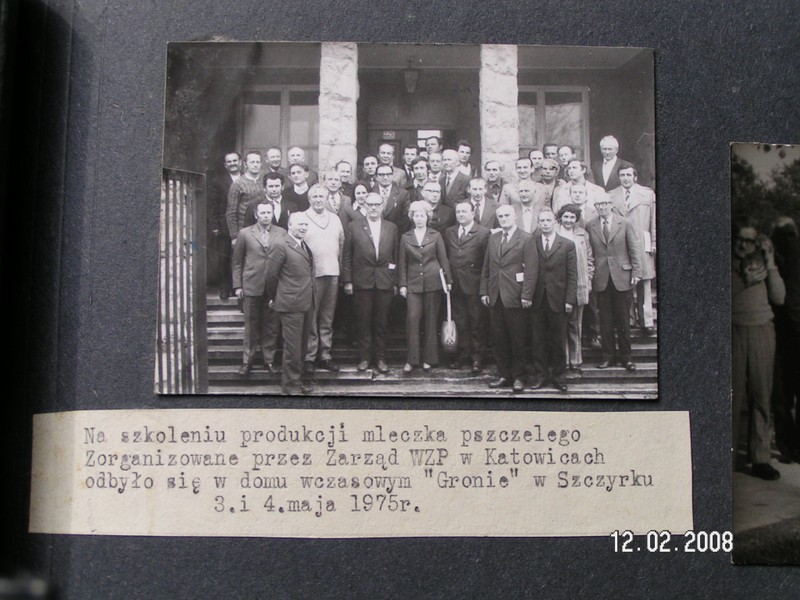 Na szkoleniu produkcji mleczka pszczelego
Zorganizowane przez Zarząd WZP w Katowicach
odbyło się w domu wczasowym "Gronie" w Szczyrku
3.i 4.maja 1975r.
12.02.2008